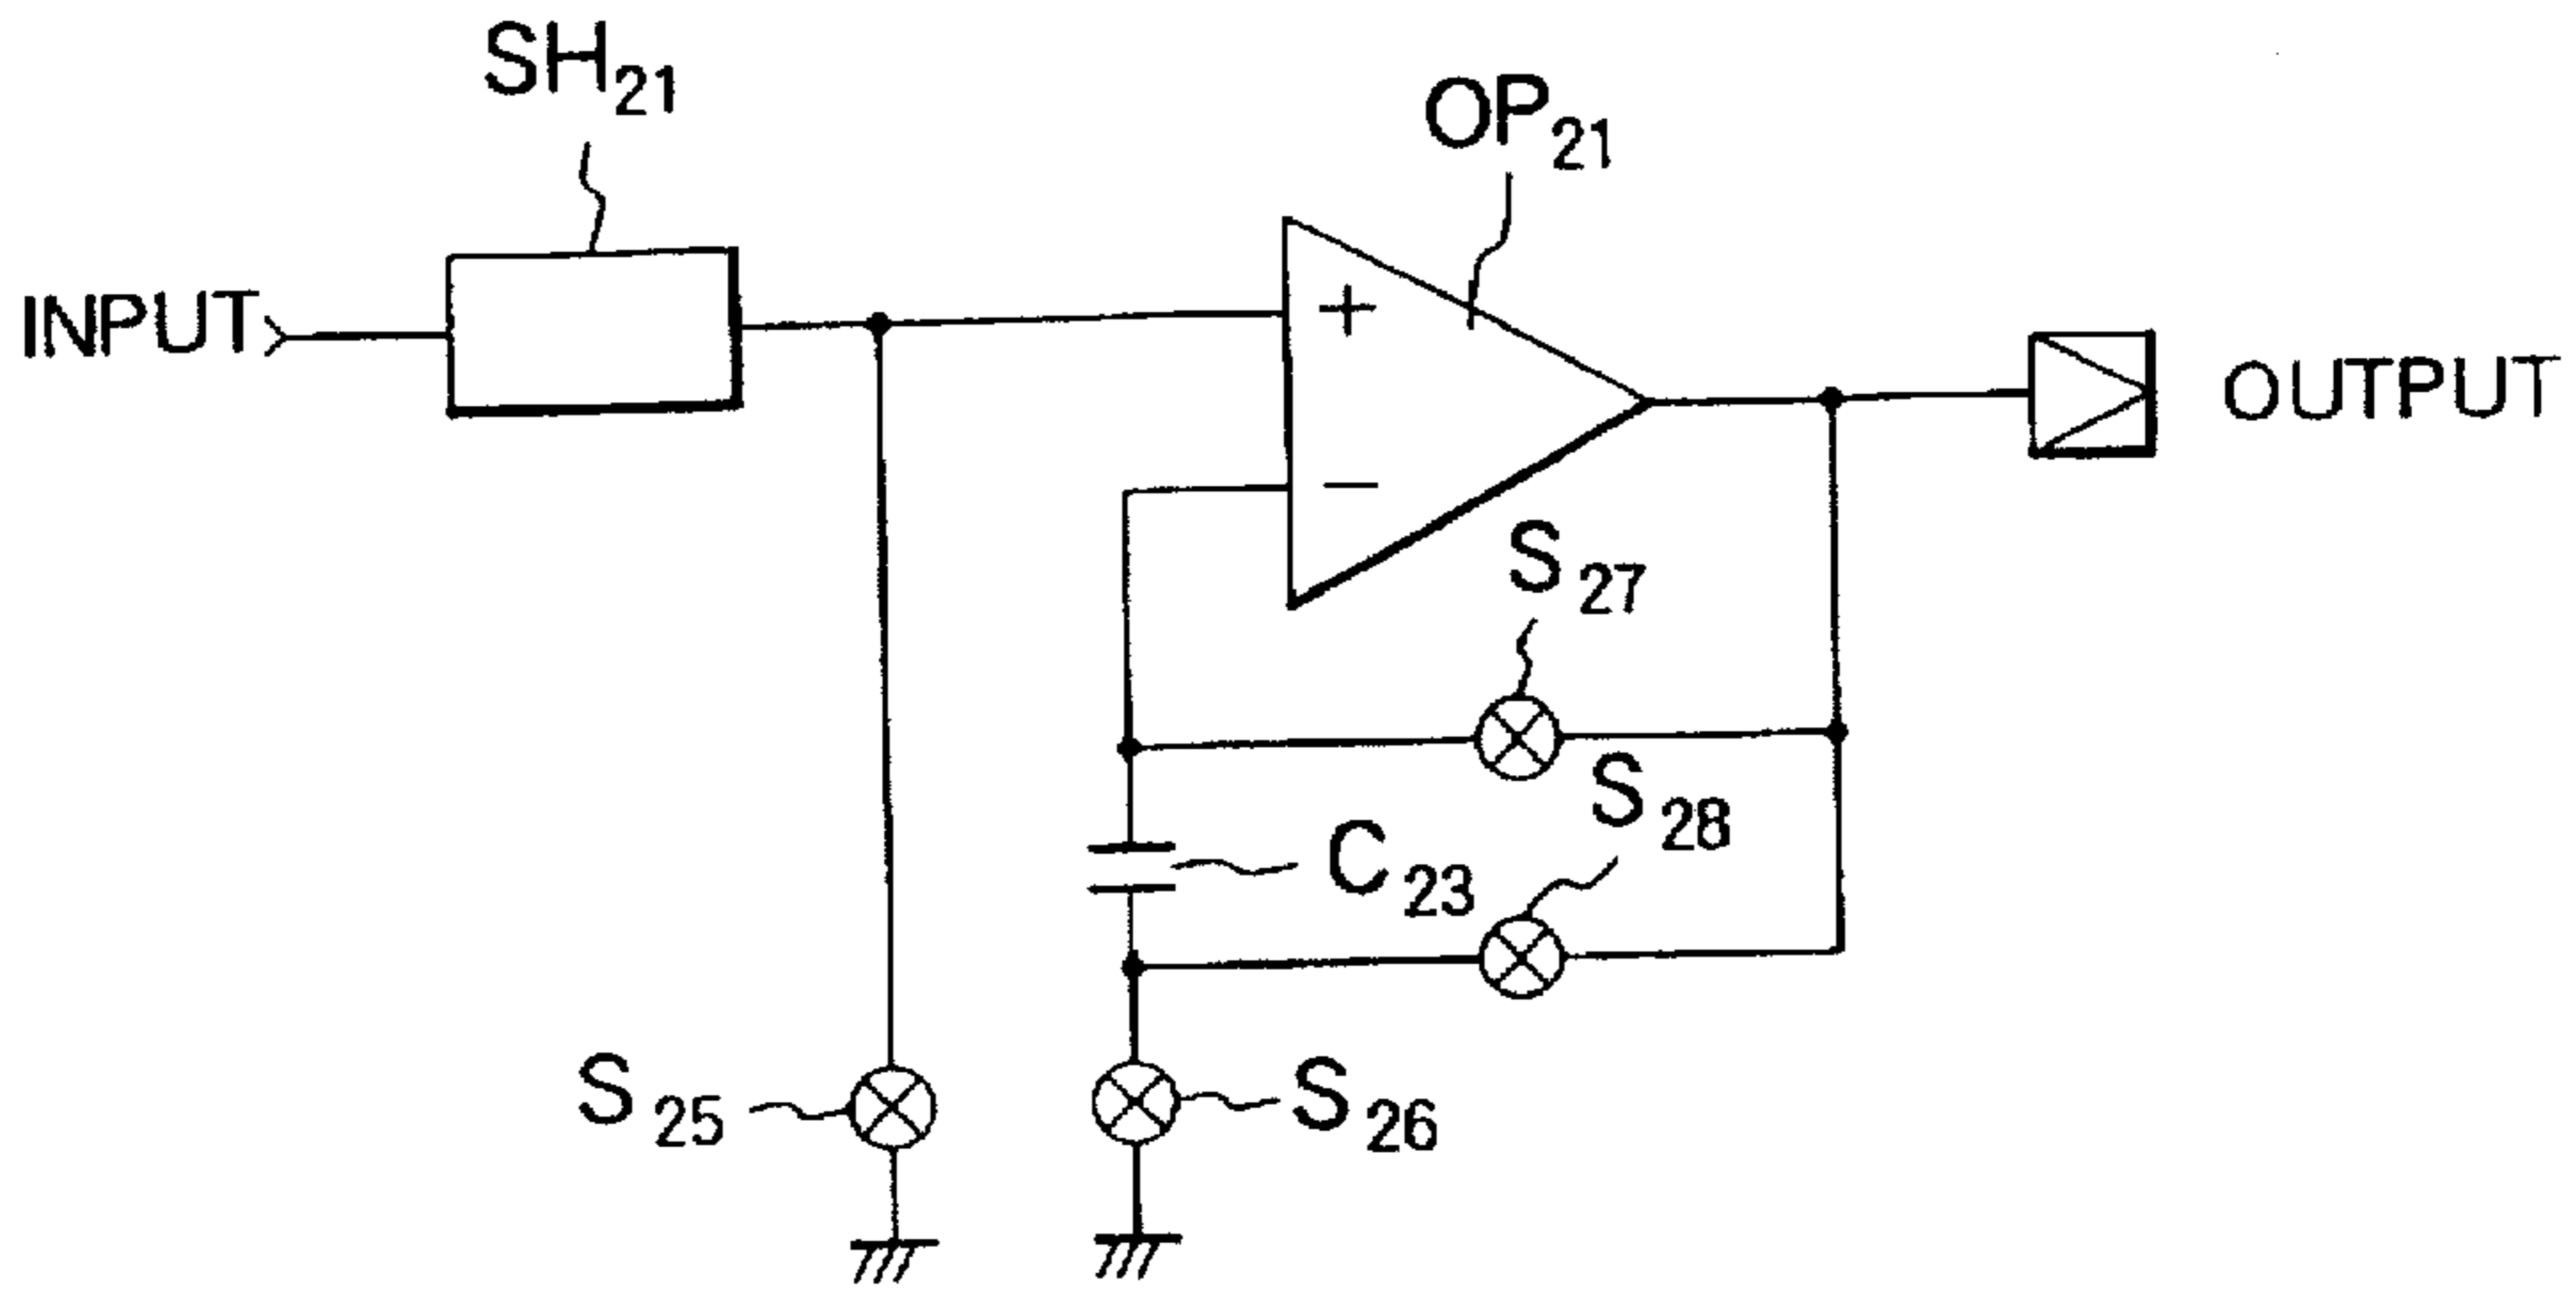 SH21
OP21
INPUT
+
OUTPUT
−
S27
S28
C23
S25
S26